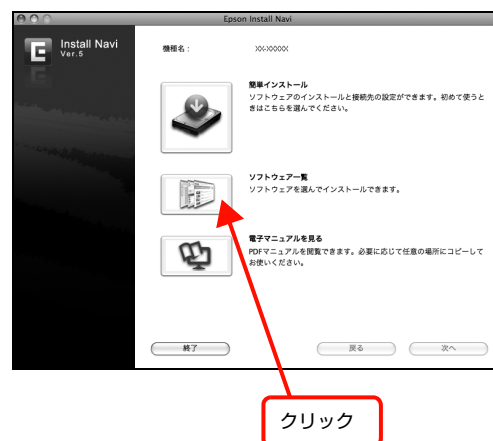 Epson Install Navi
Install Navi
Ver.5
機種名： XX-XXXXX
簡単インストール
ソフトウェアのインストールと接続先の設定ができます。初めて使うと
きはこちらを選んでください。
ソフトウェア一覧
ソフトウェアを選んでインストールできます。
電子マニュアルを見る
PDFマニュアルを閲覧できます。必要に応じて任意の場所にコピーして
お使いください。
終了 戻る 次へ
クリック